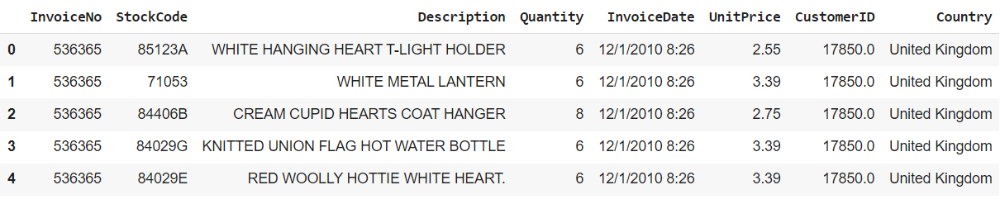 InvoiceNo StockCode Description Quantity InvoiceDate UnitPrice CustomerID Country
0 536365 85123A WHITE HANGING HEART T-LIGHT HOLDER 6 12/1/2010 8:26 2.55 17850.0 United Kingdom
1 536365 71053 WHITE METAL LANTERN 6 12/1/2010 8:26 3.39 17850.0 United Kingdom
2 536365 84406B CREAM CUPID HEARTS COAT HANGER 8 12/1/2010 8:26 2.75 17850.0 United Kingdom
3 536365 84029G KNITTED UNION FLAG HOT WATER BOTTLE 6 12/1/2010 8:26 3.39 17850.0 United Kingdom
4 536365 84029E RED WOOLLY HOTTIE WHITE HEART. 6 12/1/2010 8:26 3.39 17850.0 United Kingdom